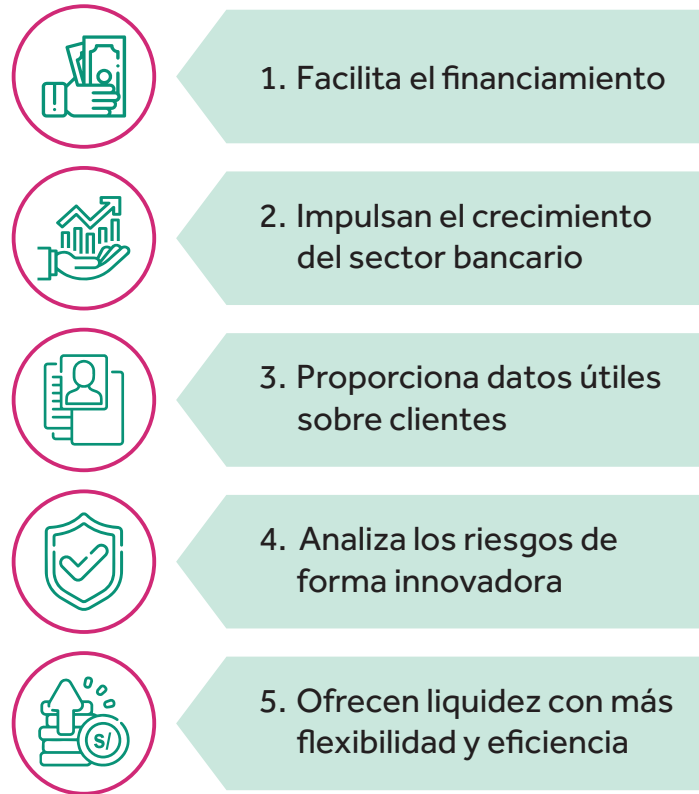 1. Facilita el financiamiento
2. Impulsan el crecimiento
del sector bancario
3. Proporciona datos útiles
sobre clientes
4. Analiza los riesgos de
forma innovadora
5. Ofrecen liquidez con más
flexibilidad y eficiencia
S/